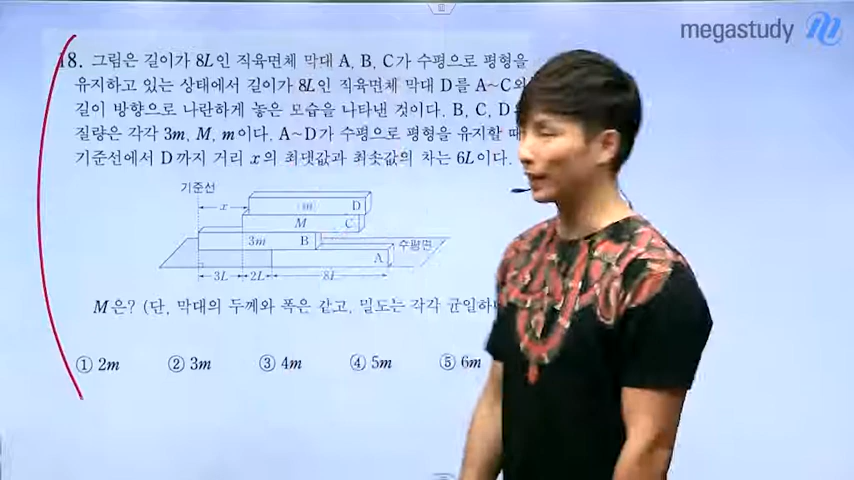 megastudy
18. 그림은 길이가 8L인 직육면체 막대 A, B, C가 수평으로 평형을
유지하고 있는 상태에서 길이가 8L인 직육면체 막대 D를 A~C와
길이 방향으로 나란하게 놓은 모습을 나타낸 것이다. B, C, D의
질량은 각각 3m, M, m이다. A~D가 수평으로 평형을 유지할 때
기준선에서 D까지 거리 x의 최댓값과 최솟값의 차는 6L이다.
기준선
x
m D
M C
3m B
수평면
A
3L 2L 8L
M은? (단, 막대의 두께와 폭은 같고, 밀도는 각각
① 2m ② 3m ③ 4m ④ 5m ⑤ 6m